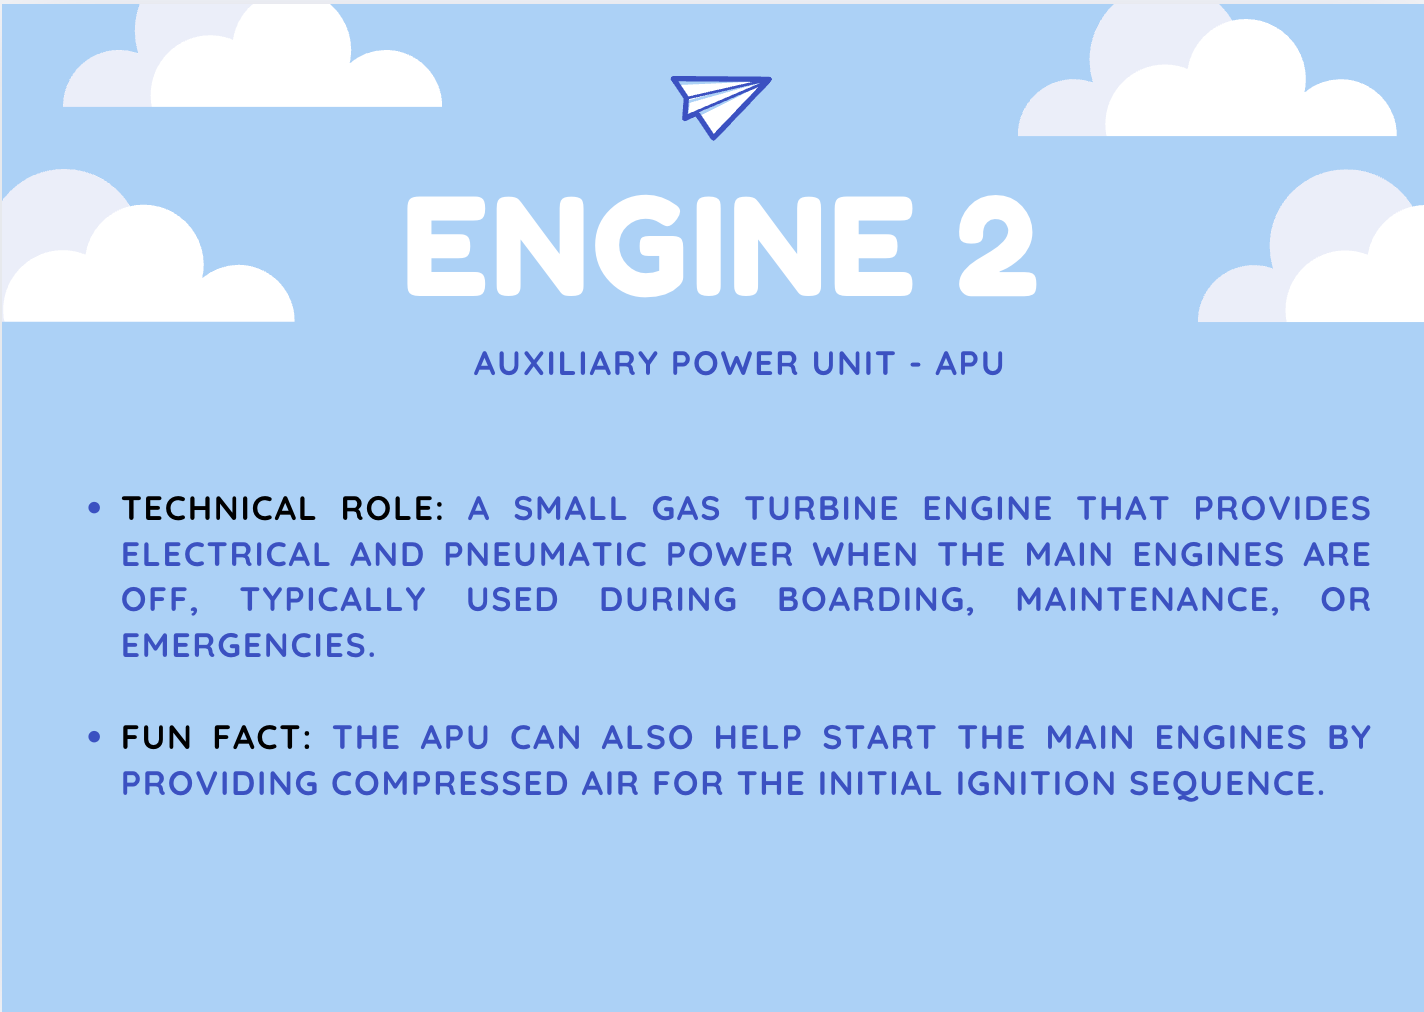 ENGINE 2
AUXILIARY POWER UNIT - APU
• TECHNICAL ROLE: A SMALL GAS TURBINE ENGINE THAT PROVIDES
ELECTRICAL AND PNEUMATIC POWER WHEN THE MAIN ENGINES ARE
OFF, TYPICALLY USED DURING BOARDING, MAINTENANCE, OR
EMERGENCIES.
• FUN FACT: THE APU CAN ALSO HELP START THE MAIN ENGINES BY
PROVIDING COMPRESSED AIR FOR THE INITIAL IGNITION SEQUENCE.